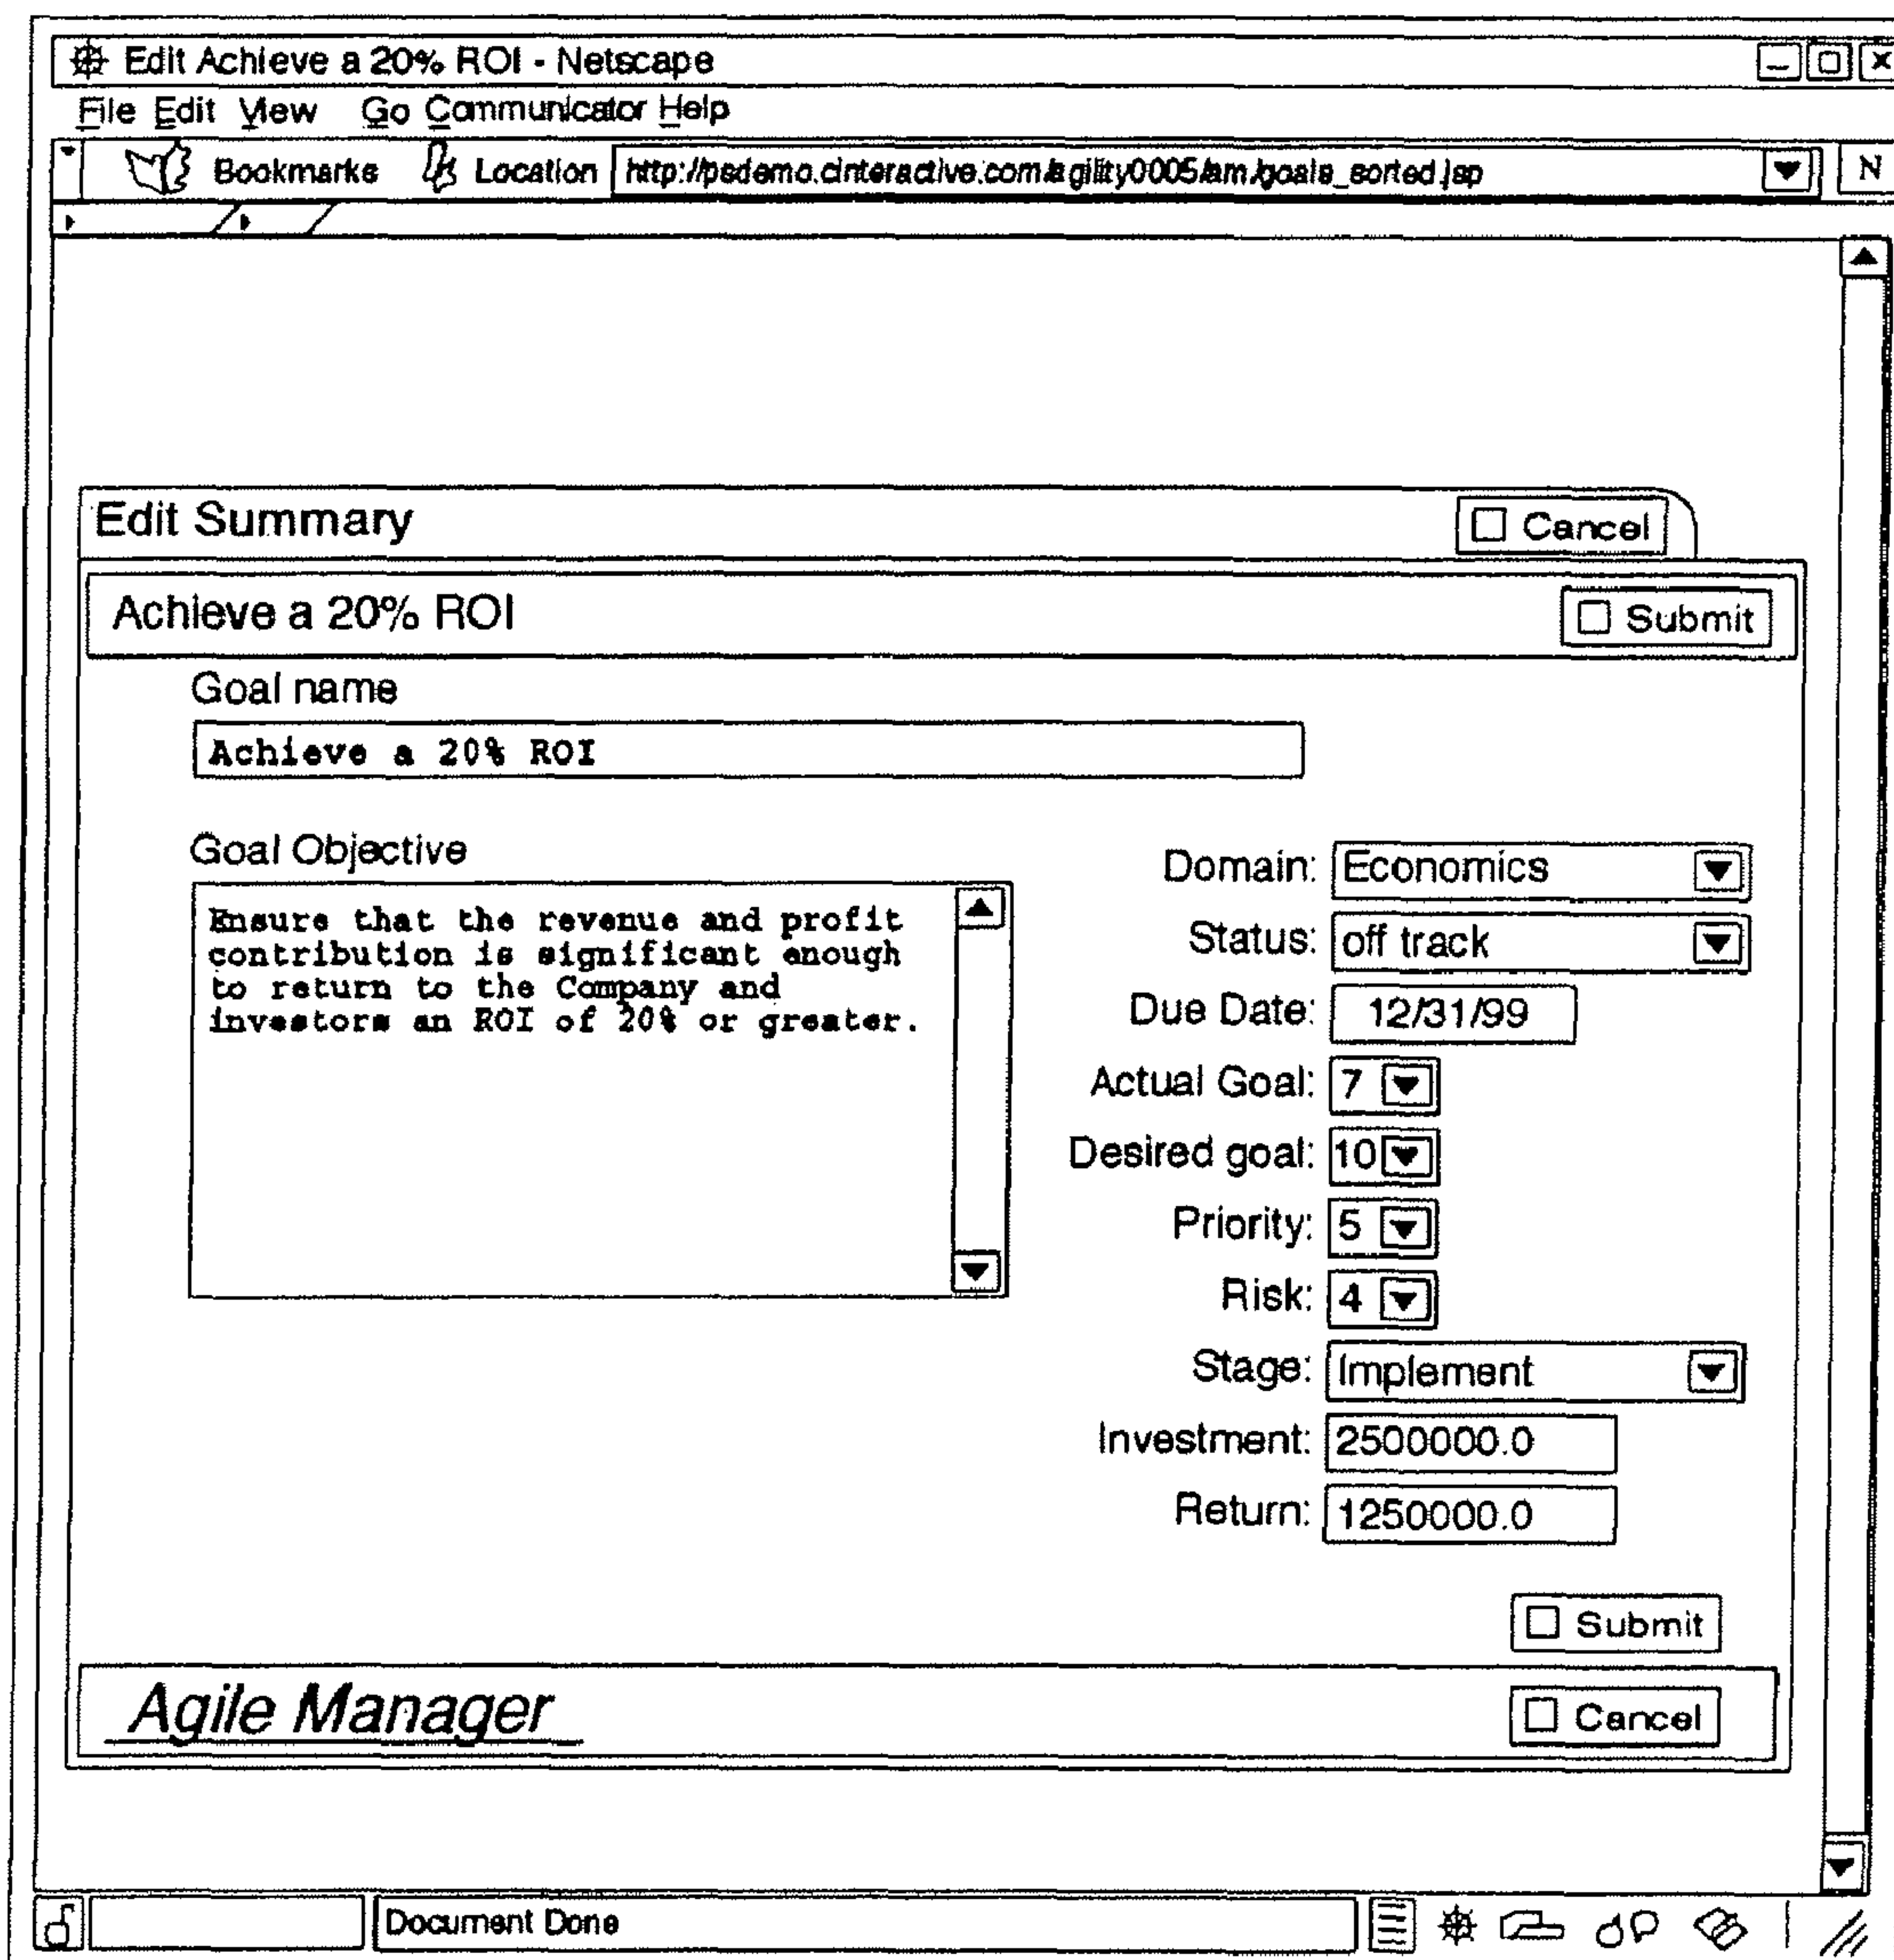 Edit Achieve a 20% ROI - Netscape
File Edit View Go Communicator Help
Bookmarks Location http://psdemo.cinteractive.com/agility0005/am/goals_sorted.jsp N
Edit Summary Cancel
Achieve a 20% ROI Submit
Goal name
Achieve a 20% ROI
Goal Objective
Ensure that the revenue and profit
contribution is significant enough
to return to the Company and
investors an ROI of 20% or greater.
Domain: Economics
Status: off track
Due Date: 12/31/99
Actual Goal: 7
Desired goal: 10
Priority: 5
Risk: 4
Stage: Implement
Investment: 2500000.0
Return: 1250000.0
Submit
Agile Manager Cancel
Document Done